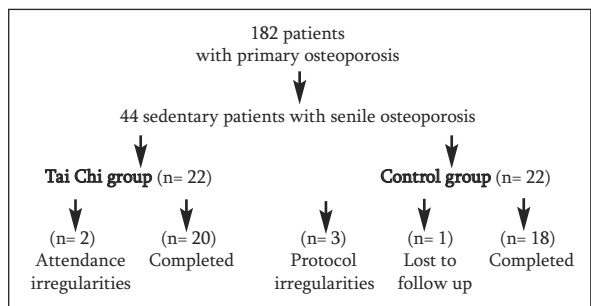 182 patients
with primary osteoporosis
44 sedentary patients with senile osteoporosis
Tai Chi group (n= 22) Control group (n= 22)
(n= 2) (n= 20) (n= 3) (n= 1) (n= 18)
Attendance Completed Protocol Lost to Completed
irregularities irregularities follow up